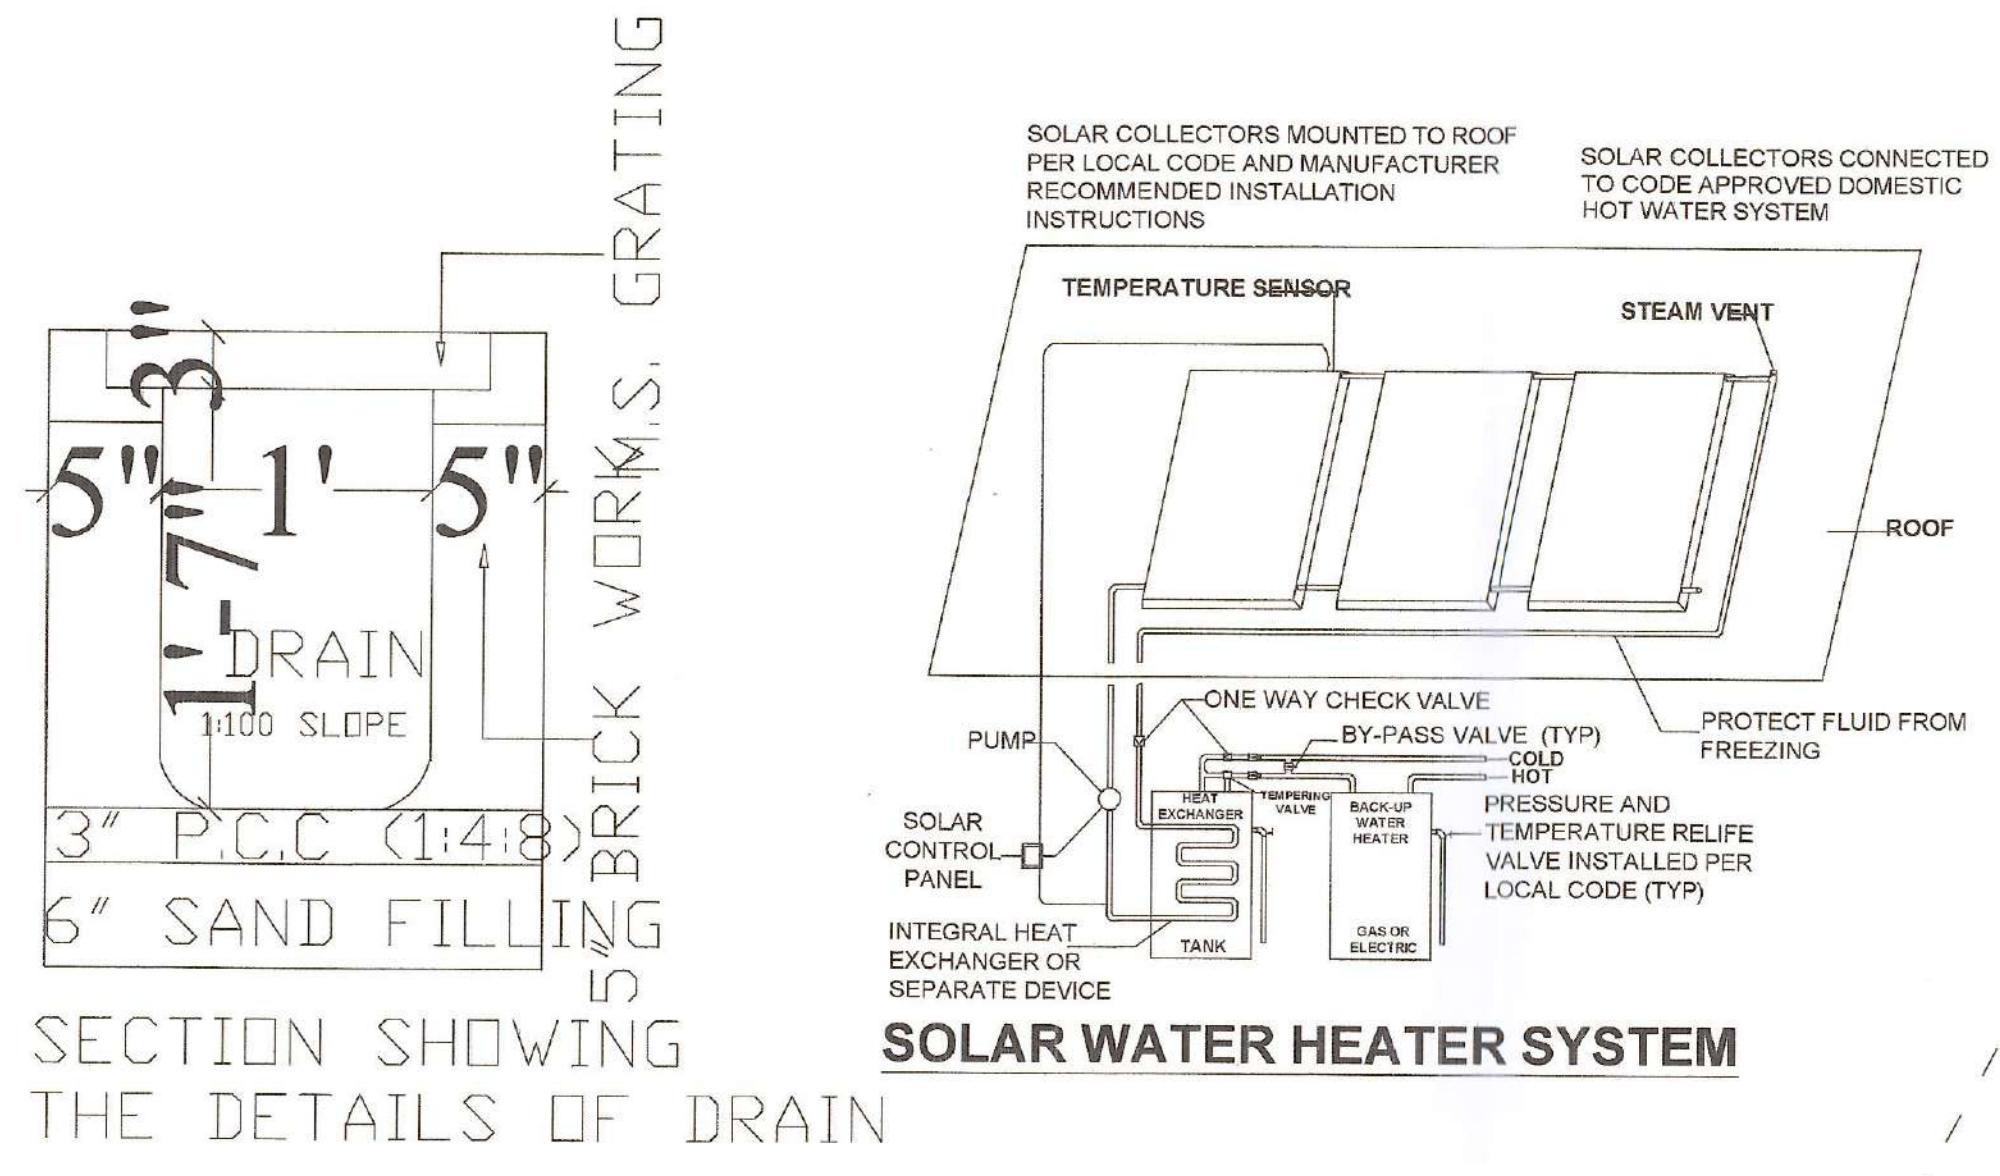 M.S. GRATING
3"
5" 1' 5"
1'-7"
DRAIN
1:100 SLOPE
5" BRICK WORK
3" P.C.C (1:4:8)
6" SAND FILLING
SECTION SHOWING
THE DETAILS OF DRAIN
SOLAR COLLECTORS MOUNTED TO ROOF
PER LOCAL CODE AND MANUFACTURER
RECOMMENDED INSTALLATION
INSTRUCTIONS
SOLAR COLLECTORS CONNECTED
TO CODE APPROVED DOMESTIC
HOT WATER SYSTEM
TEMPERATURE SENSOR
STEAM VENT
ROOF
ONE WAY CHECK VALVE
PUMP
BY-PASS VALVE (TYP)
PROTECT FLUID FROM
FREEZING
COLD
HOT
HEAT
EXCHANGER
TEMPERING
VALVE
BACK-UP
WATER
HEATER
PRESSURE AND
TEMPERATURE RELIFE
VALVE INSTALLED PER
LOCAL CODE (TYP)
SOLAR
CONTROL
PANEL
INTEGRAL HEAT
EXCHANGER OR
SEPARATE DEVICE
TANK
GAS OR
ELECTRIC
SOLAR WATER HEATER SYSTEM